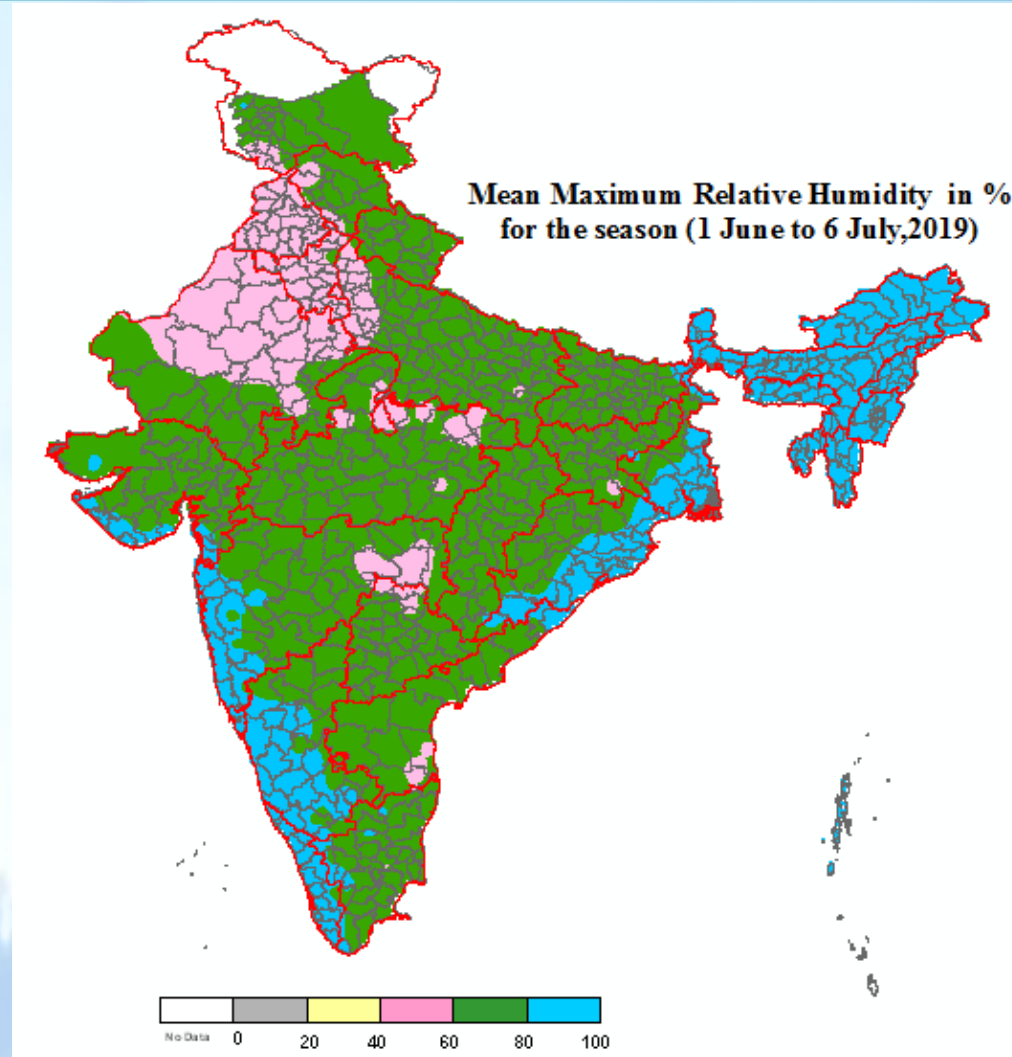 Mean Maximum Relative Humidity in %
for the season (1 June to 6 July,2019)
No Data 0 20 40 60 80 100